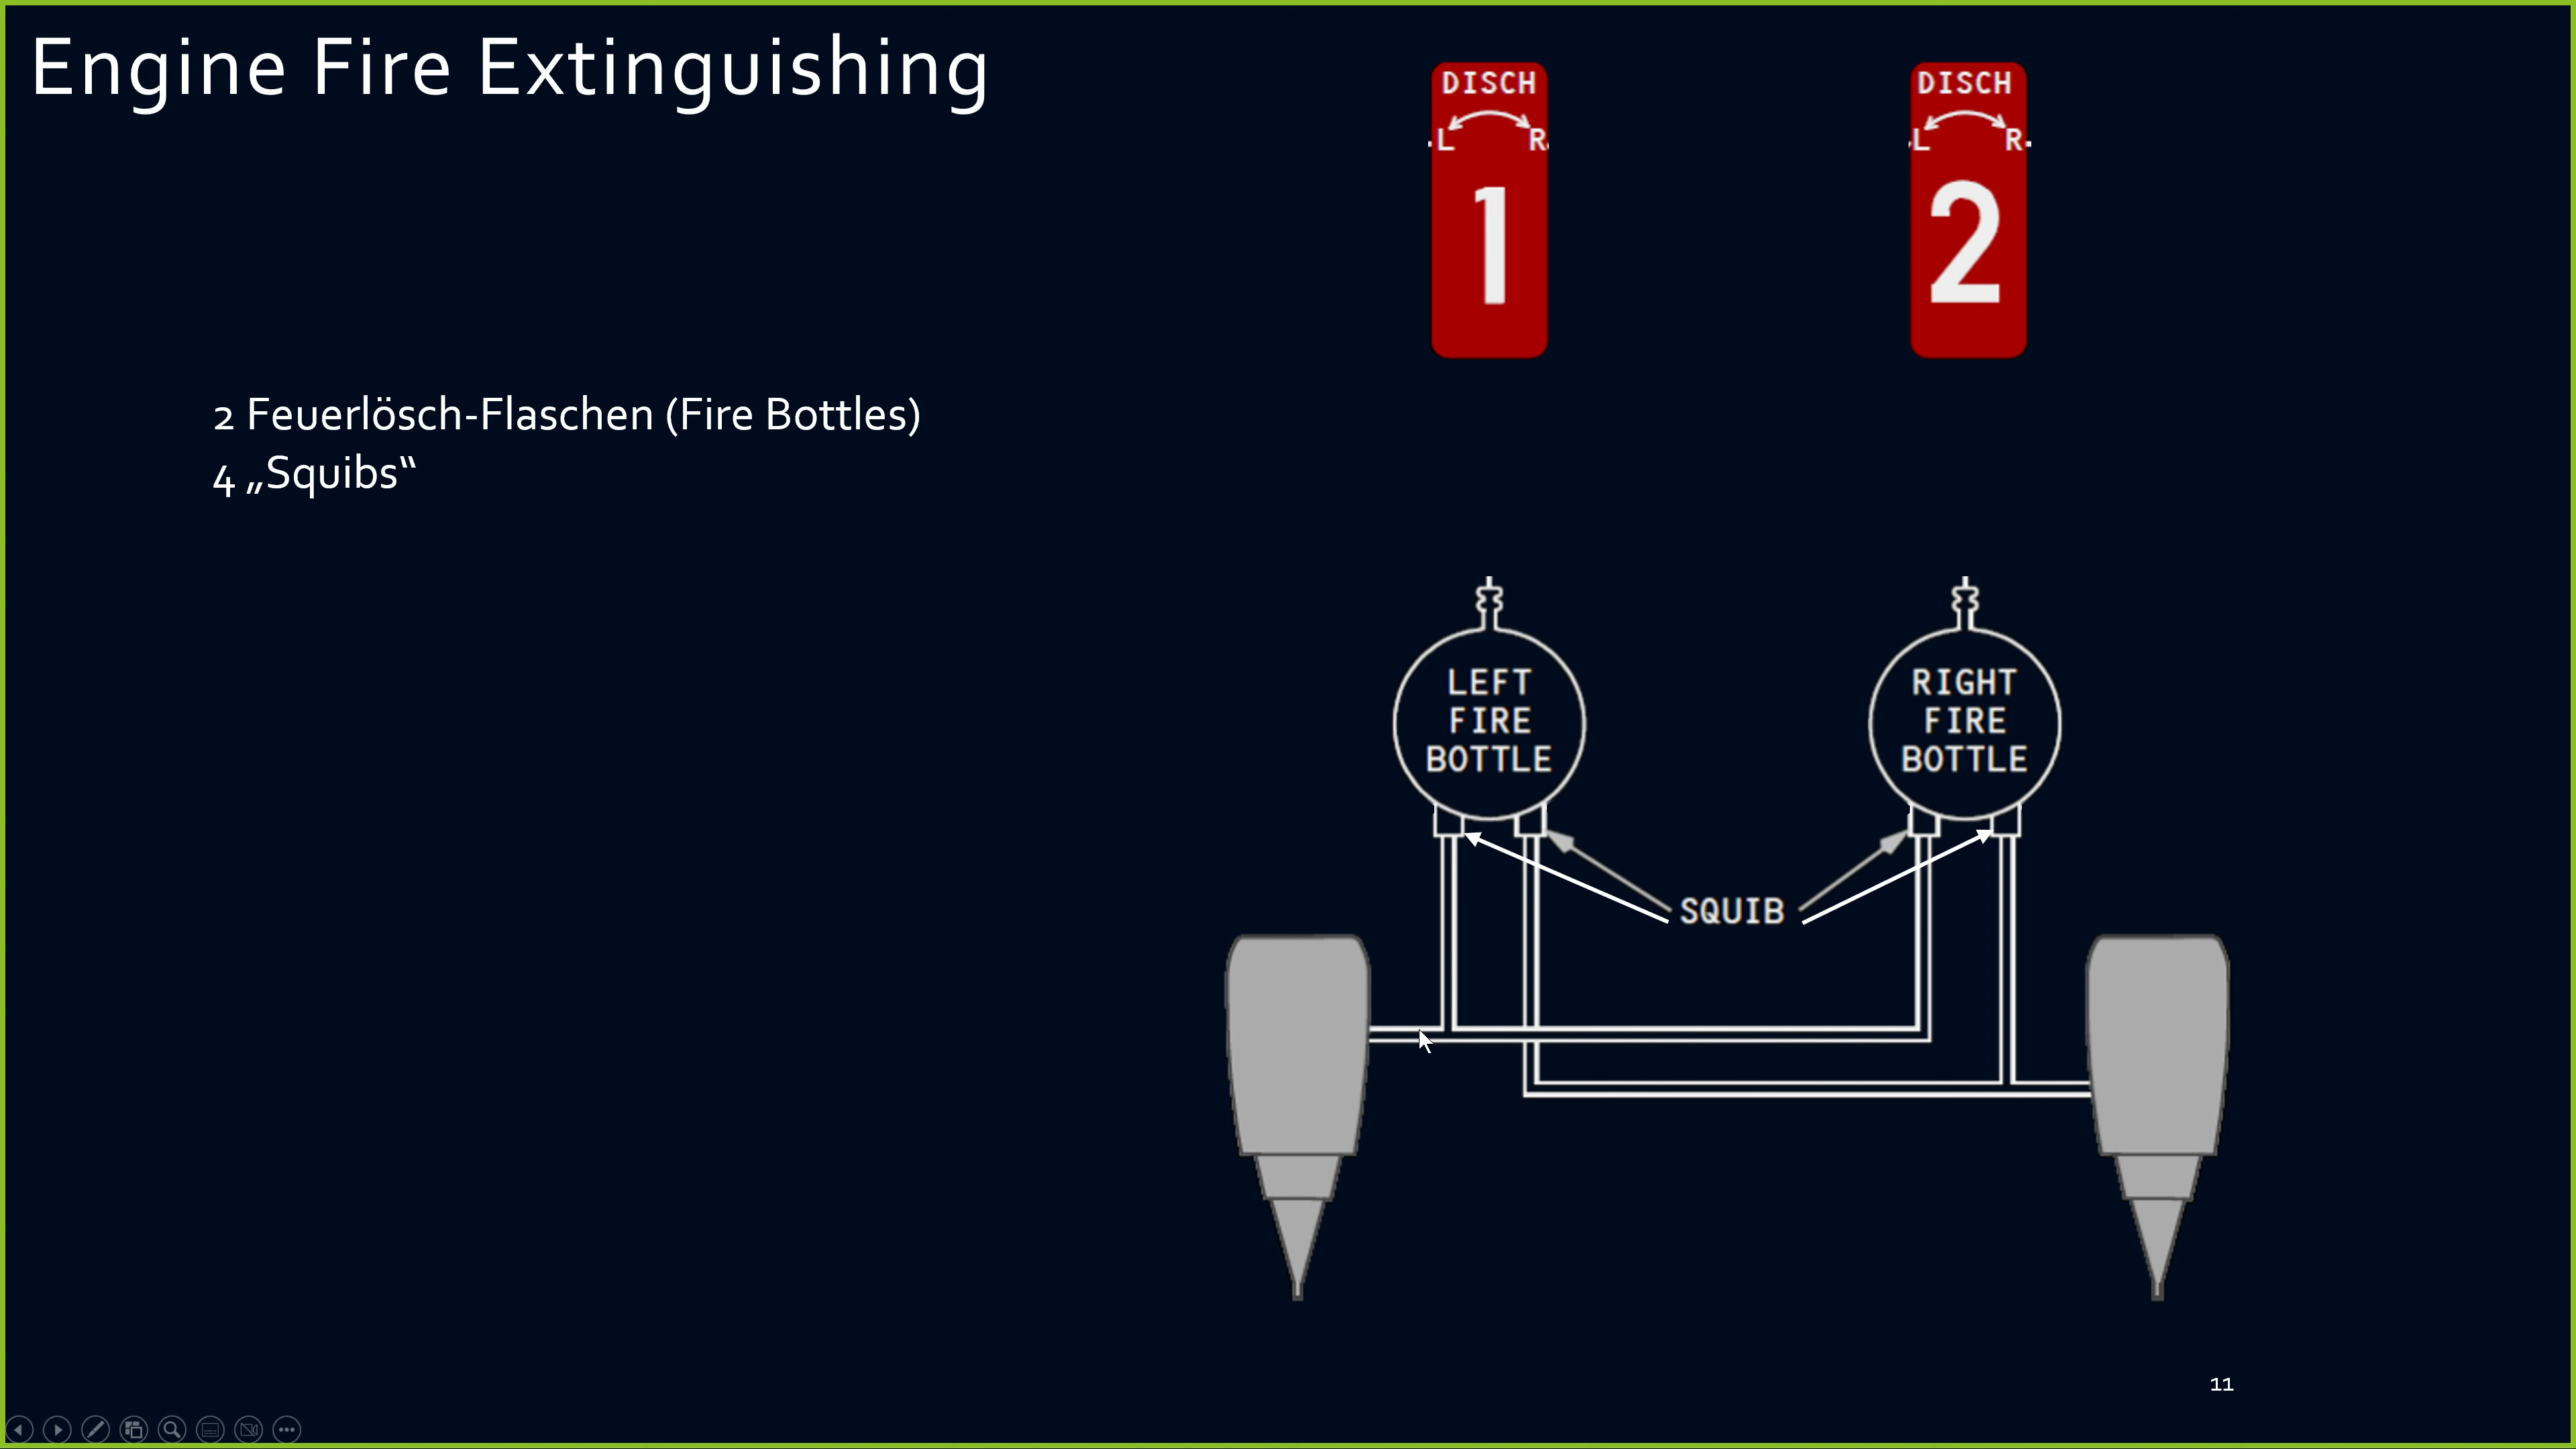 Engine Fire Extinguishing
DISCH
L R
1
DISCH
L R
2
2 Feuerlösch-Flaschen (Fire Bottles)
4 „Squibs“
LEFT
FIRE
BOTTLE
RIGHT
FIRE
BOTTLE
SQUIB
11